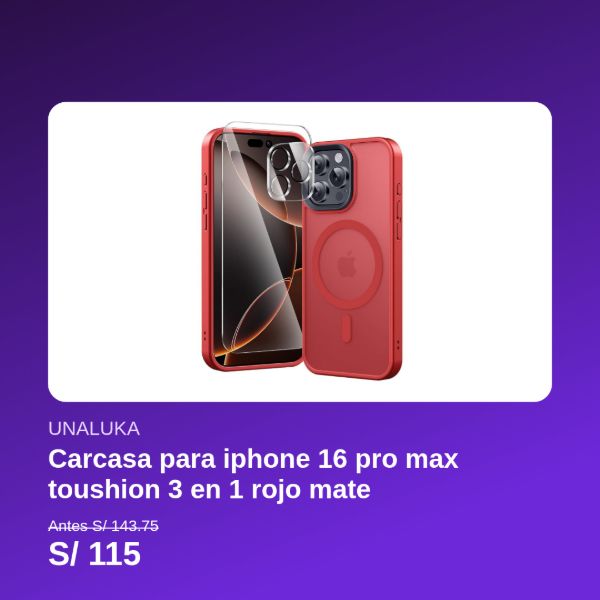 UNALUKA
Carcasa para iphone 16 pro max
toushion 3 en 1 rojo mate
Antes S/ 143.75
S/ 115